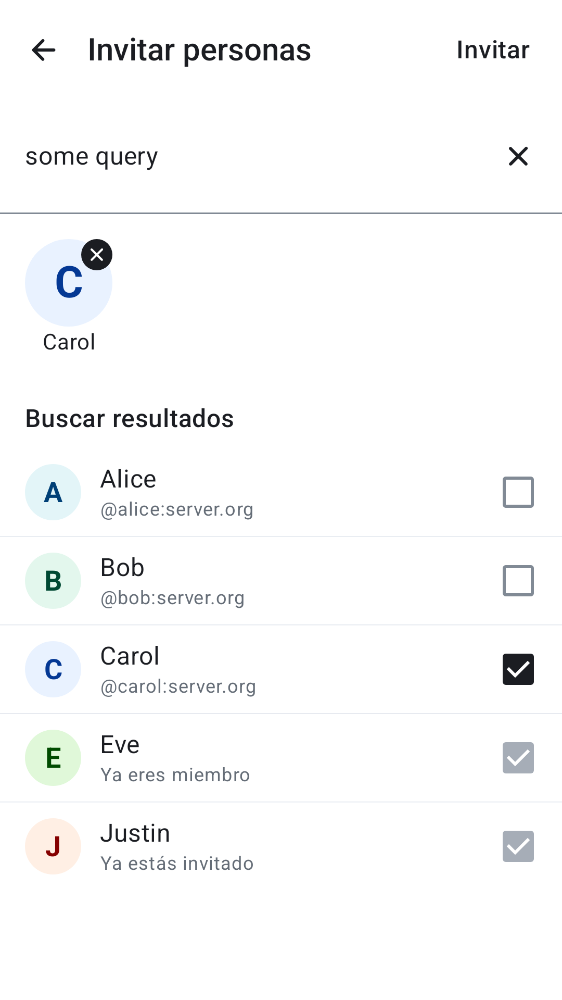 Invitar personas
Invitar
some query
C
Carol
Buscar resultados
A
Alice
@alice:server.org
B
Bob
@bob:server.org
C
Carol
@carol:server.org
E
Eve
Ya eres miembro
J
Justin
Ya estás invitado